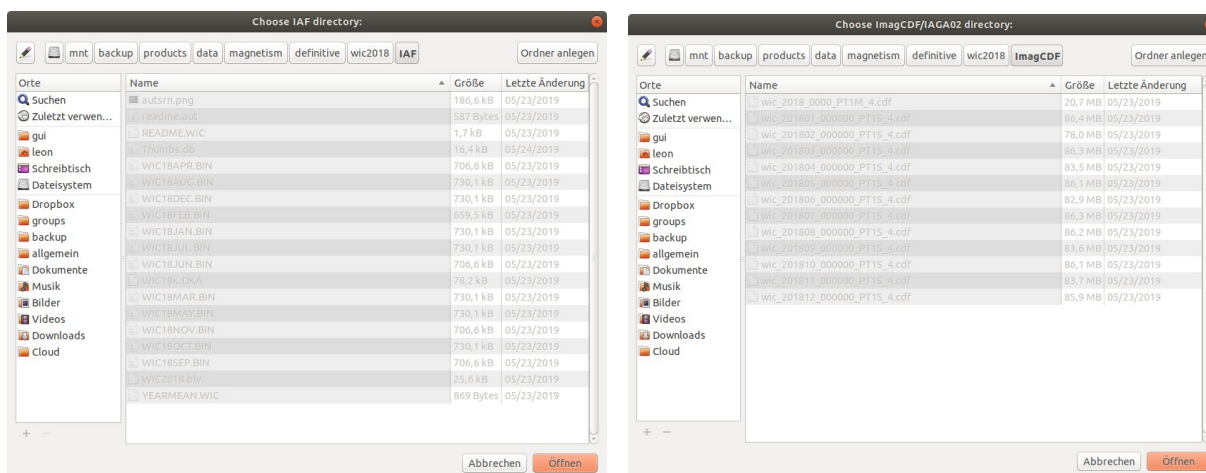 Choose IAF directory:
mnt backup products data magnetism definitive wic2018 IAF Ordner anlegen
Orte
Suchen
Zuletzt verwen...
gui
leon
Schreibtisch
Dateisystem
Dropbox
groups
backup
allgemein
Dokumente
Musik
Bilder
Videos
Downloads
Cloud
Name Größe Letzte Änderung
autsrn.png 186,6 kB 05/23/2019
readme.aut 587 Bytes 05/23/2019
README.WIC 1,7 kB 05/23/2019
Thumbs.db 16,4 kB 05/24/2019
WIC18APR.BIN 706,6 kB 05/23/2019
WIC18AUG.BIN 730,1 kB 05/23/2019
WIC18DEC.BIN 730,1 kB 05/23/2019
WIC18FEB.BIN 659,5 kB 05/23/2019
WIC18JAN.BIN 730,1 kB 05/23/2019
WIC18JUL.BIN 730,1 kB 05/23/2019
WIC18JUN.BIN 706,6 kB 05/23/2019
WIC18K.DKA 78,2 kB 05/23/2019
WIC18MAR.BIN 730,1 kB 05/23/2019
WIC18MAY.BIN 730,1 kB 05/23/2019
WIC18NOV.BIN 706,6 kB 05/23/2019
WIC18OCT.BIN 730,1 kB 05/23/2019
WIC18SEP.BIN 706,6 kB 05/23/2019
WIC2018.blv 25,6 kB 05/23/2019
YEARMEAN.WIC 869 Bytes 05/23/2019
Abbrechen Öffnen
Choose ImagCDF/IAGA02 directory:
mnt backup products data magnetism definitive wic2018 ImagCDF Ordner anlegen
Orte
Suchen
Zuletzt verwen...
gui
leon
Schreibtisch
Dateisystem
Dropbox
groups
backup
allgemein
Dokumente
Musik
Bilder
Videos
Downloads
Cloud
Name Größe Letzte Änderung
wic_2018_0000_PT1M_4.cdf 20,7 MB 05/23/2019
wic_201801_000000_PT1S_4.cdf 86,4 MB 05/23/2019
wic_201802_000000_PT1S_4.cdf 78,0 MB 05/23/2019
wic_201803_000000_PT1S_4.cdf 86,3 MB 05/23/2019
wic_201804_000000_PT1S_4.cdf 83,5 MB 05/23/2019
wic_201805_000000_PT1S_4.cdf 86,1 MB 05/23/2019
wic_201806_000000_PT1S_4.cdf 82,9 MB 05/23/2019
wic_201807_000000_PT1S_4.cdf 86,3 MB 05/23/2019
wic_201808_000000_PT1S_4.cdf 86,2 MB 05/23/2019
wic_201809_000000_PT1S_4.cdf 83,6 MB 05/23/2019
wic_201810_000000_PT1S_4.cdf 86,1 MB 05/23/2019
wic_201811_000000_PT1S_4.cdf 83,7 MB 05/23/2019
wic_201812_000000_PT1S_4.cdf 85,9 MB 05/23/2019
Abbrechen Öffnen